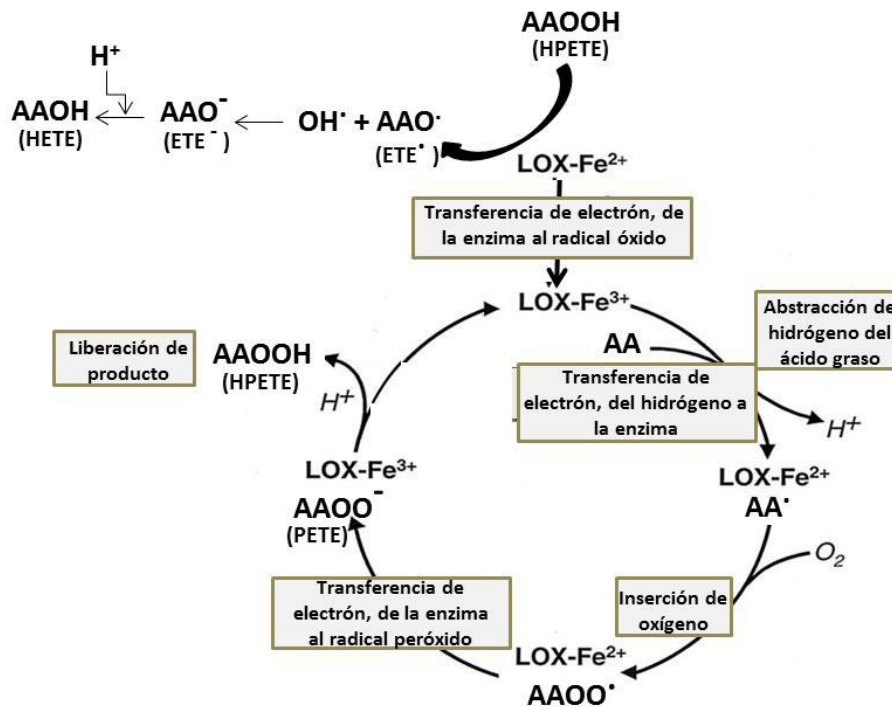 AAOOH
(HPETE)
H⁺
AAOH
(HETE)
AAO⁻
(ETE⁻)
OH˙ + AAO˙
(ETE˙)
LOX-Fe²⁺
Transferencia de electrón, de
la enzima al radical óxido
LOX-Fe³⁺
Abstracción de
hidrógeno del
ácido graso
AA
Transferencia de
electrón, del hidrógeno a
la enzima
H⁺
Liberación de
producto
AAOOH
(HPETE)
H⁺
LOX-Fe³⁺
AAOO⁻
(PETE)
LOX-Fe²⁺
AA˙
O₂
Transferencia de
electrón, de la enzima
al radical peróxido
Inserción de
oxígeno
LOX-Fe²⁺
AAOO˙